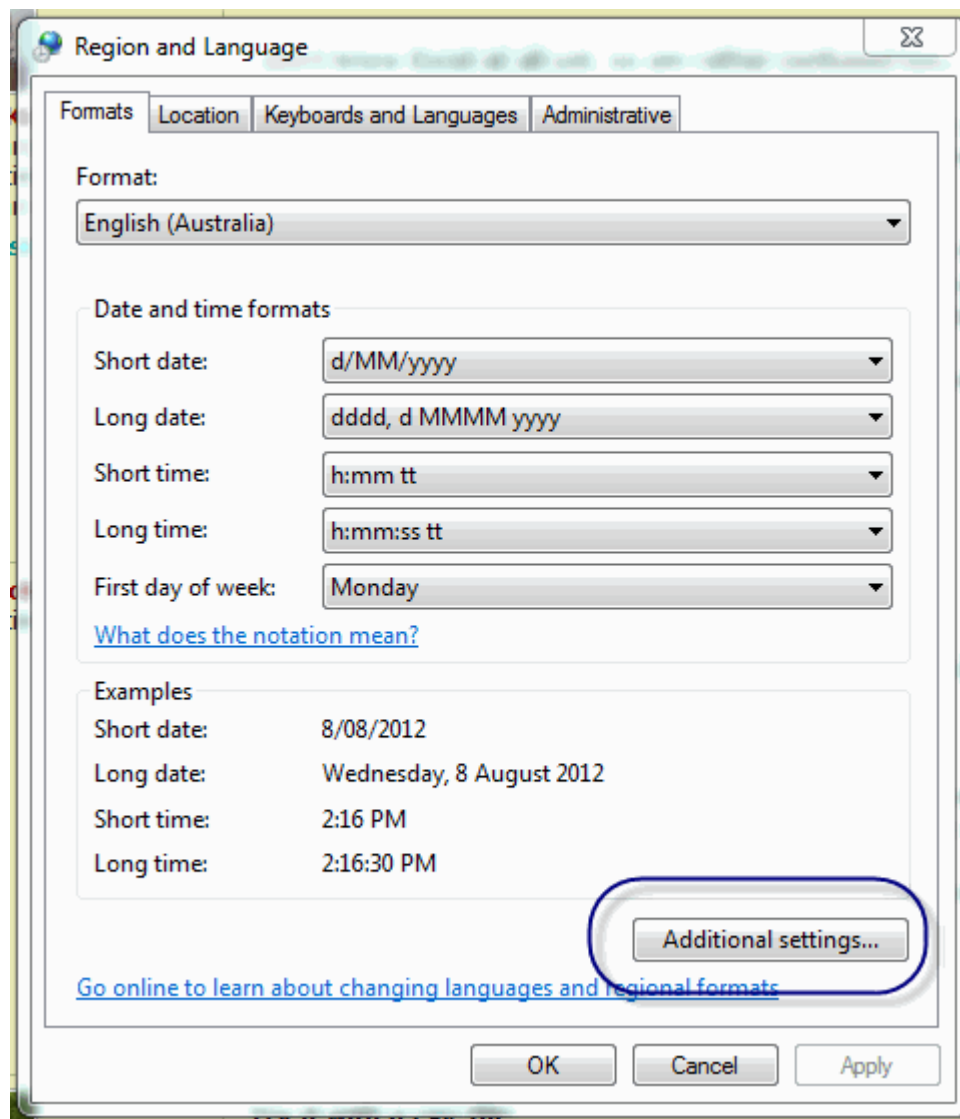 Region and Language
Formats Location Keyboards and Languages Administrative
Format:
English (Australia)
Date and time formats
Short date: d/MM/yyyy
Long date: dddd, d MMMM yyyy
Short time: h:mm tt
Long time: h:mm:ss tt
First day of week: Monday
What does the notation mean?
Examples
Short date: 8/08/2012
Long date: Wednesday, 8 August 2012
Short time: 2:16 PM
Long time: 2:16:30 PM
Additional settings...
Go online to learn about changing languages and regional formats
OK Cancel Apply